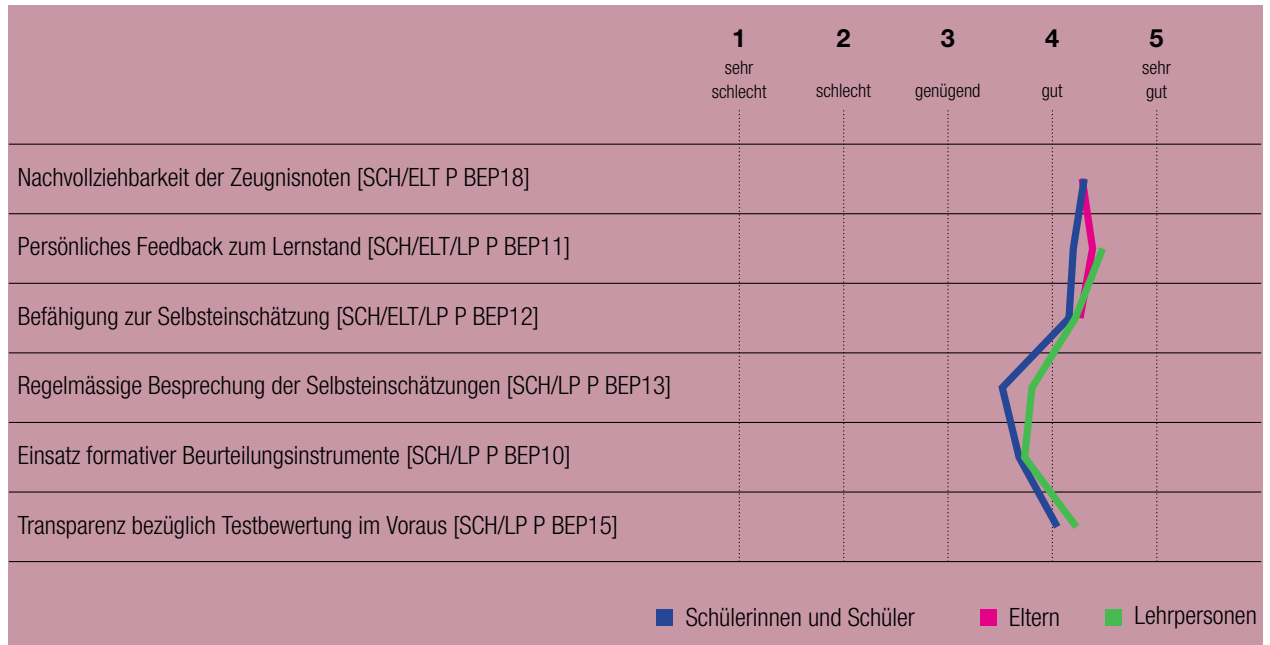 1 2 3 4 5
sehr schlecht schlecht genügend gut sehr gut
Nachvollziehbarkeit der Zeugnisnoten [SCH/ELT P BEP18]
Persönliches Feedback zum Lernstand [SCH/ELT/LP P BEP11]
Befähigung zur Selbsteinschätzung [SCH/ELT/LP P BEP12]
Regelmässige Besprechung der Selbsteinschätzungen [SCH/LP P BEP13]
Einsatz formativer Beurteilungsinstrumente [SCH/LP P BEP10]
Transparenz bezüglich Testbewertung im Voraus [SCH/LP P BEP15]
Schülerinnen und Schüler Eltern Lehrpersonen